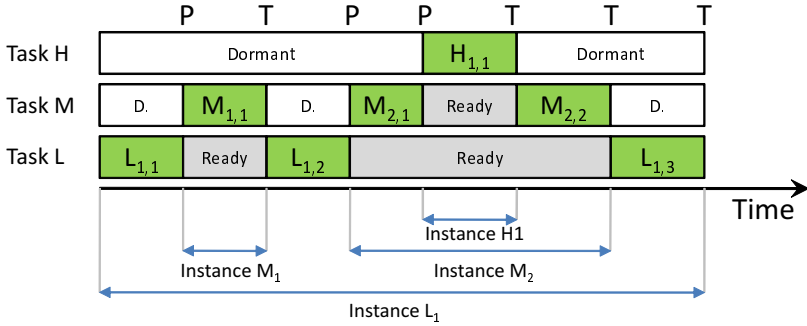 P T P P T T T
Task H Dormant H1,1 Dormant
Task M D. M1,1 D. M2,1 Ready M2,2 D.
Task L L1,1 Ready L1,2 Ready L1,3
Time
Instance H1
Instance M1 Instance M2
Instance L1